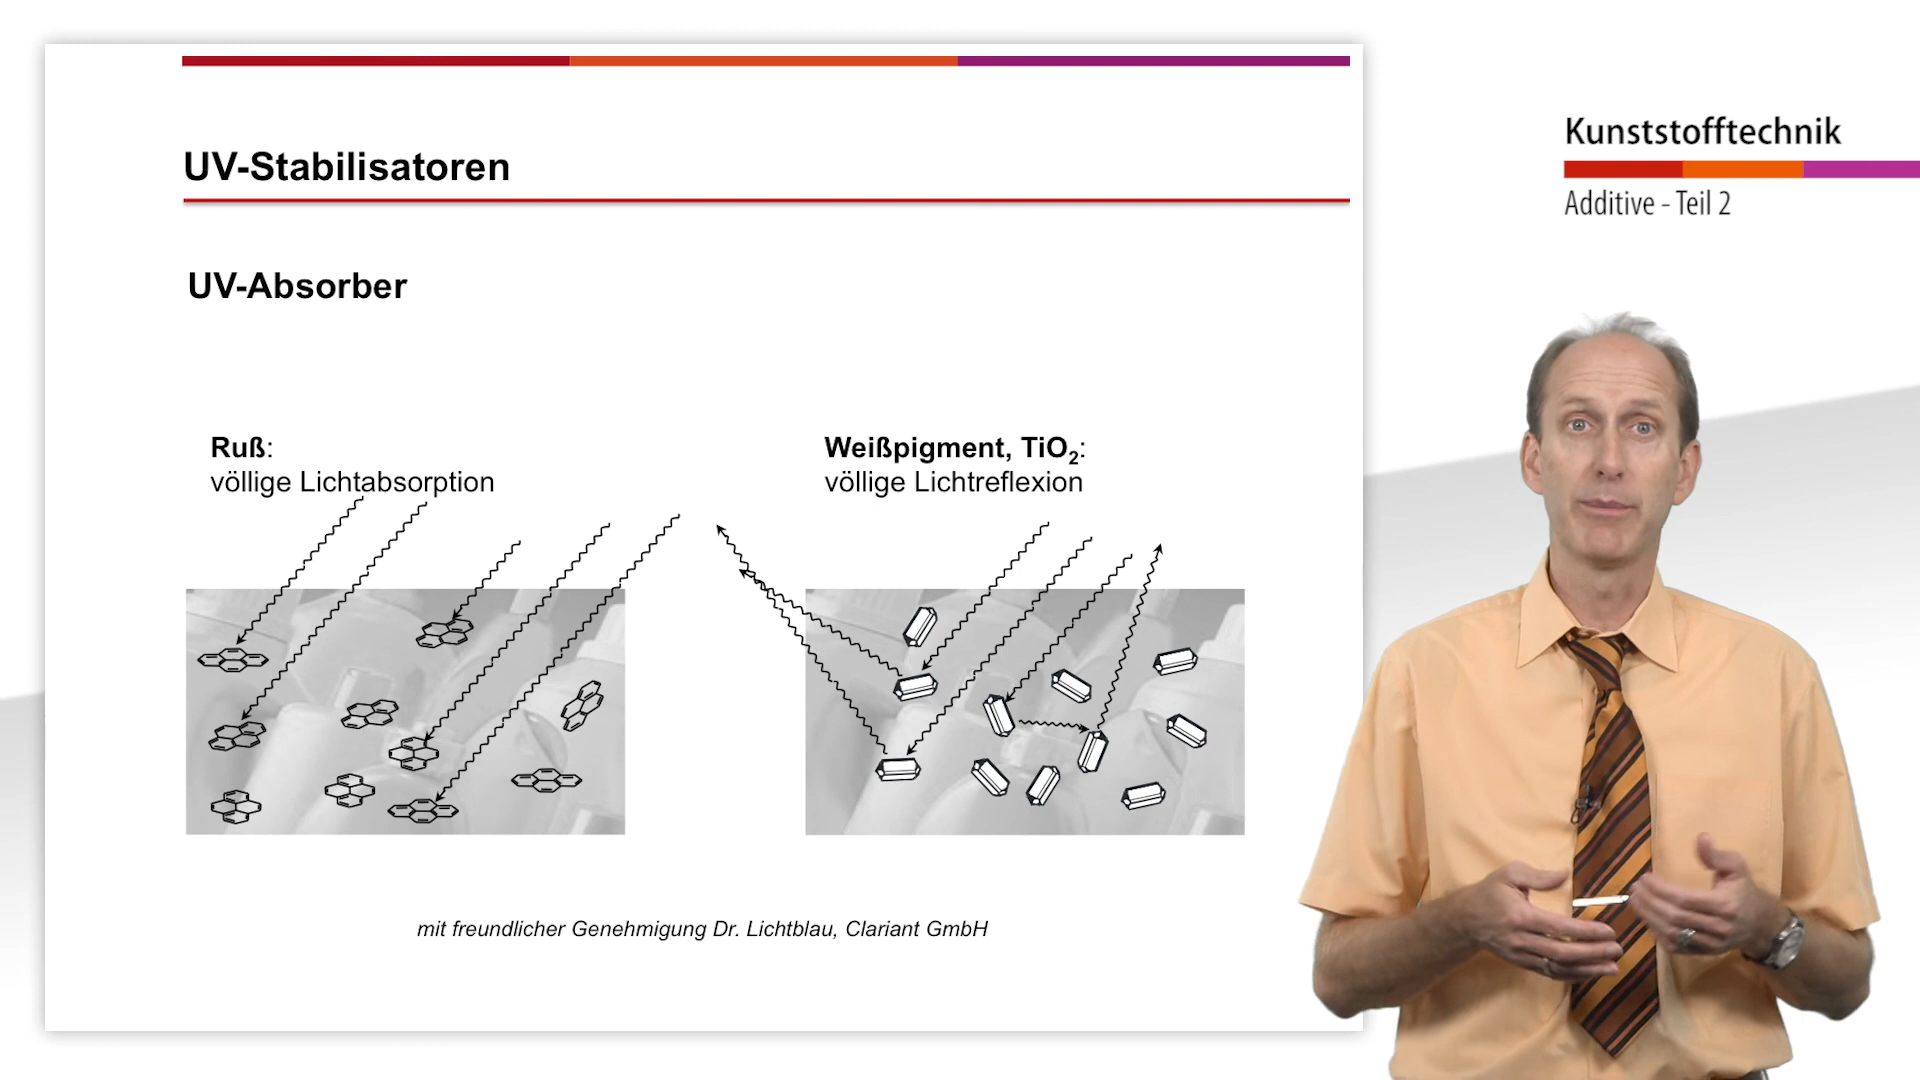 UV-Stabilisatoren
UV-Absorber
Ruß:
völlige Lichtabsorption
Weißpigment, TiO₂:
völlige Lichtreflexion
mit freundlicher Genehmigung Dr. Lichtblau, Clariant GmbH
Kunststofftechnik
Additive - Teil 2